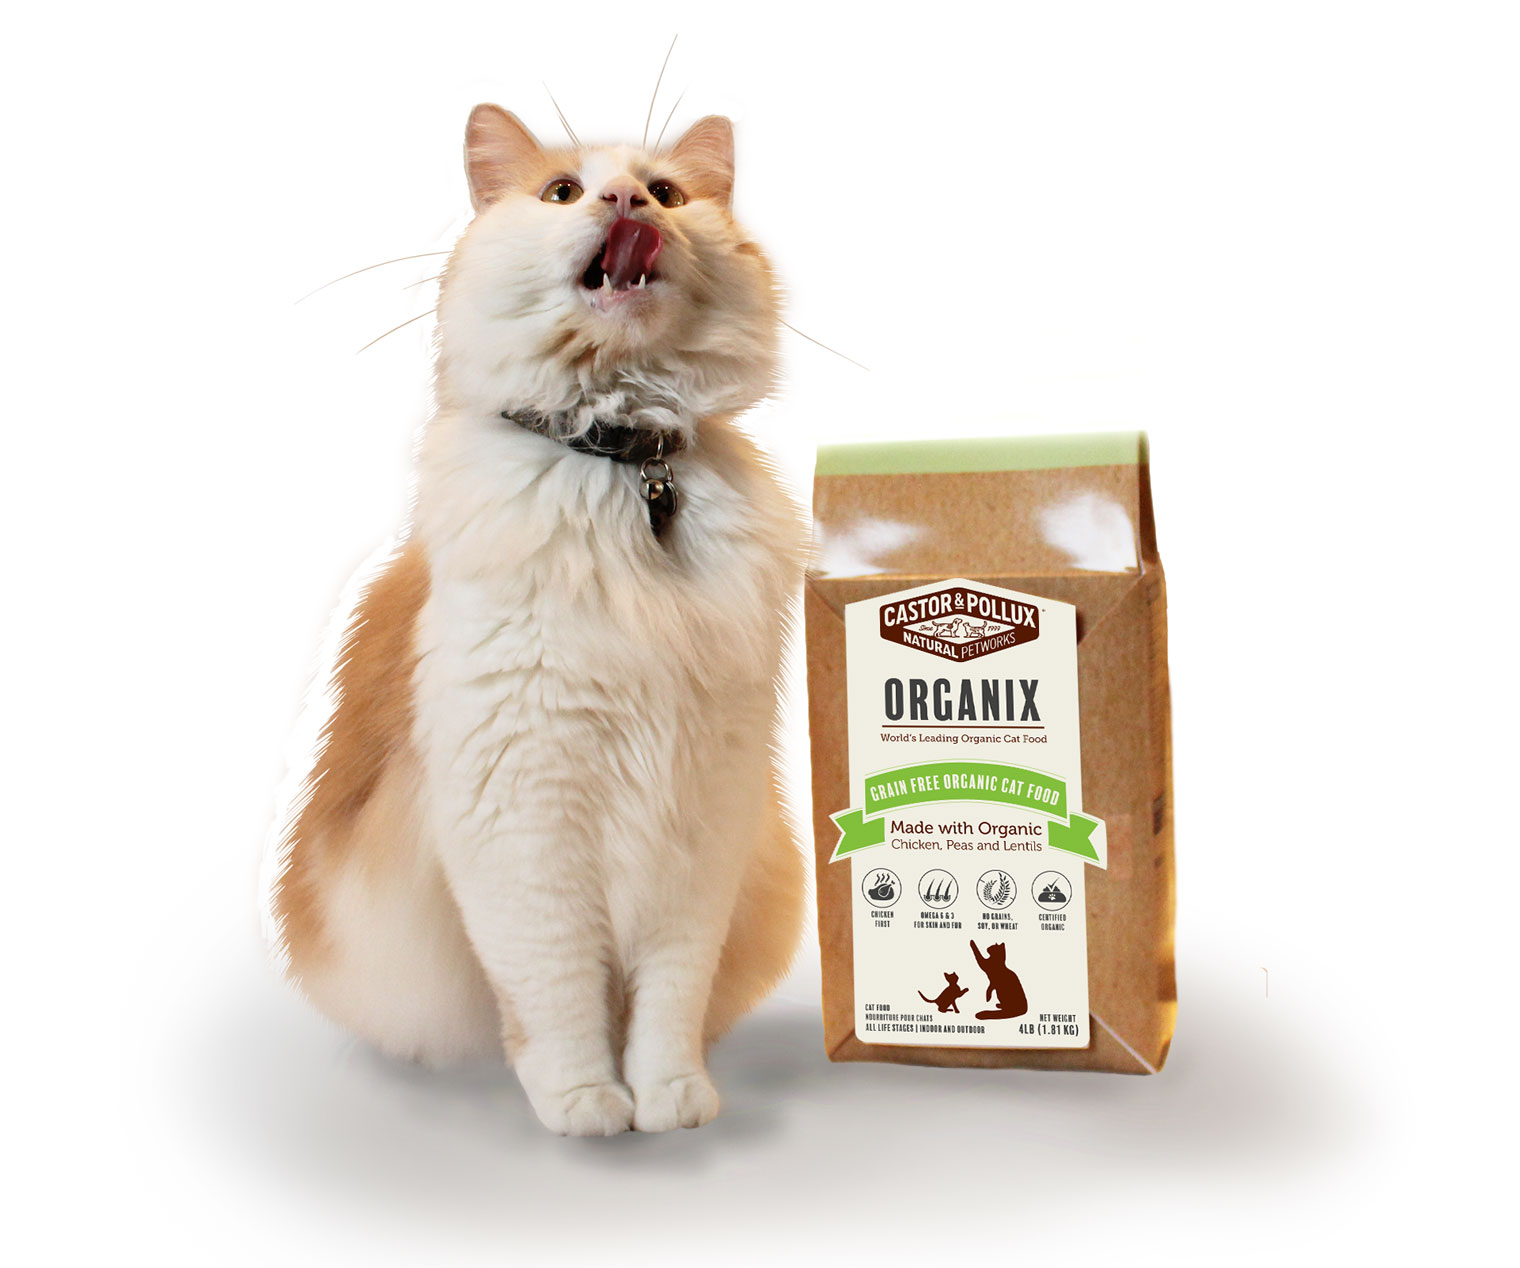 CASTOR & POLLUX
Since 1999
NATURAL PETWORKS
ORGANIX
World's Leading Organic Cat Food
GRAIN FREE ORGANIC CAT FOOD
Made with Organic
Chicken, Peas and Lentils
CHICKEN
FIRST
OMEGA 6 & 3
FOR SKIN AND FUR
NO GRAINS,
SOY, OR WHEAT
CERTIFIED
ORGANIC
CAT FOOD
NOURRITURE POUR CHATS
ALL LIFE STAGES | INDOOR AND OUTDOOR
NET WEIGHT
4LB (1.81 KG)